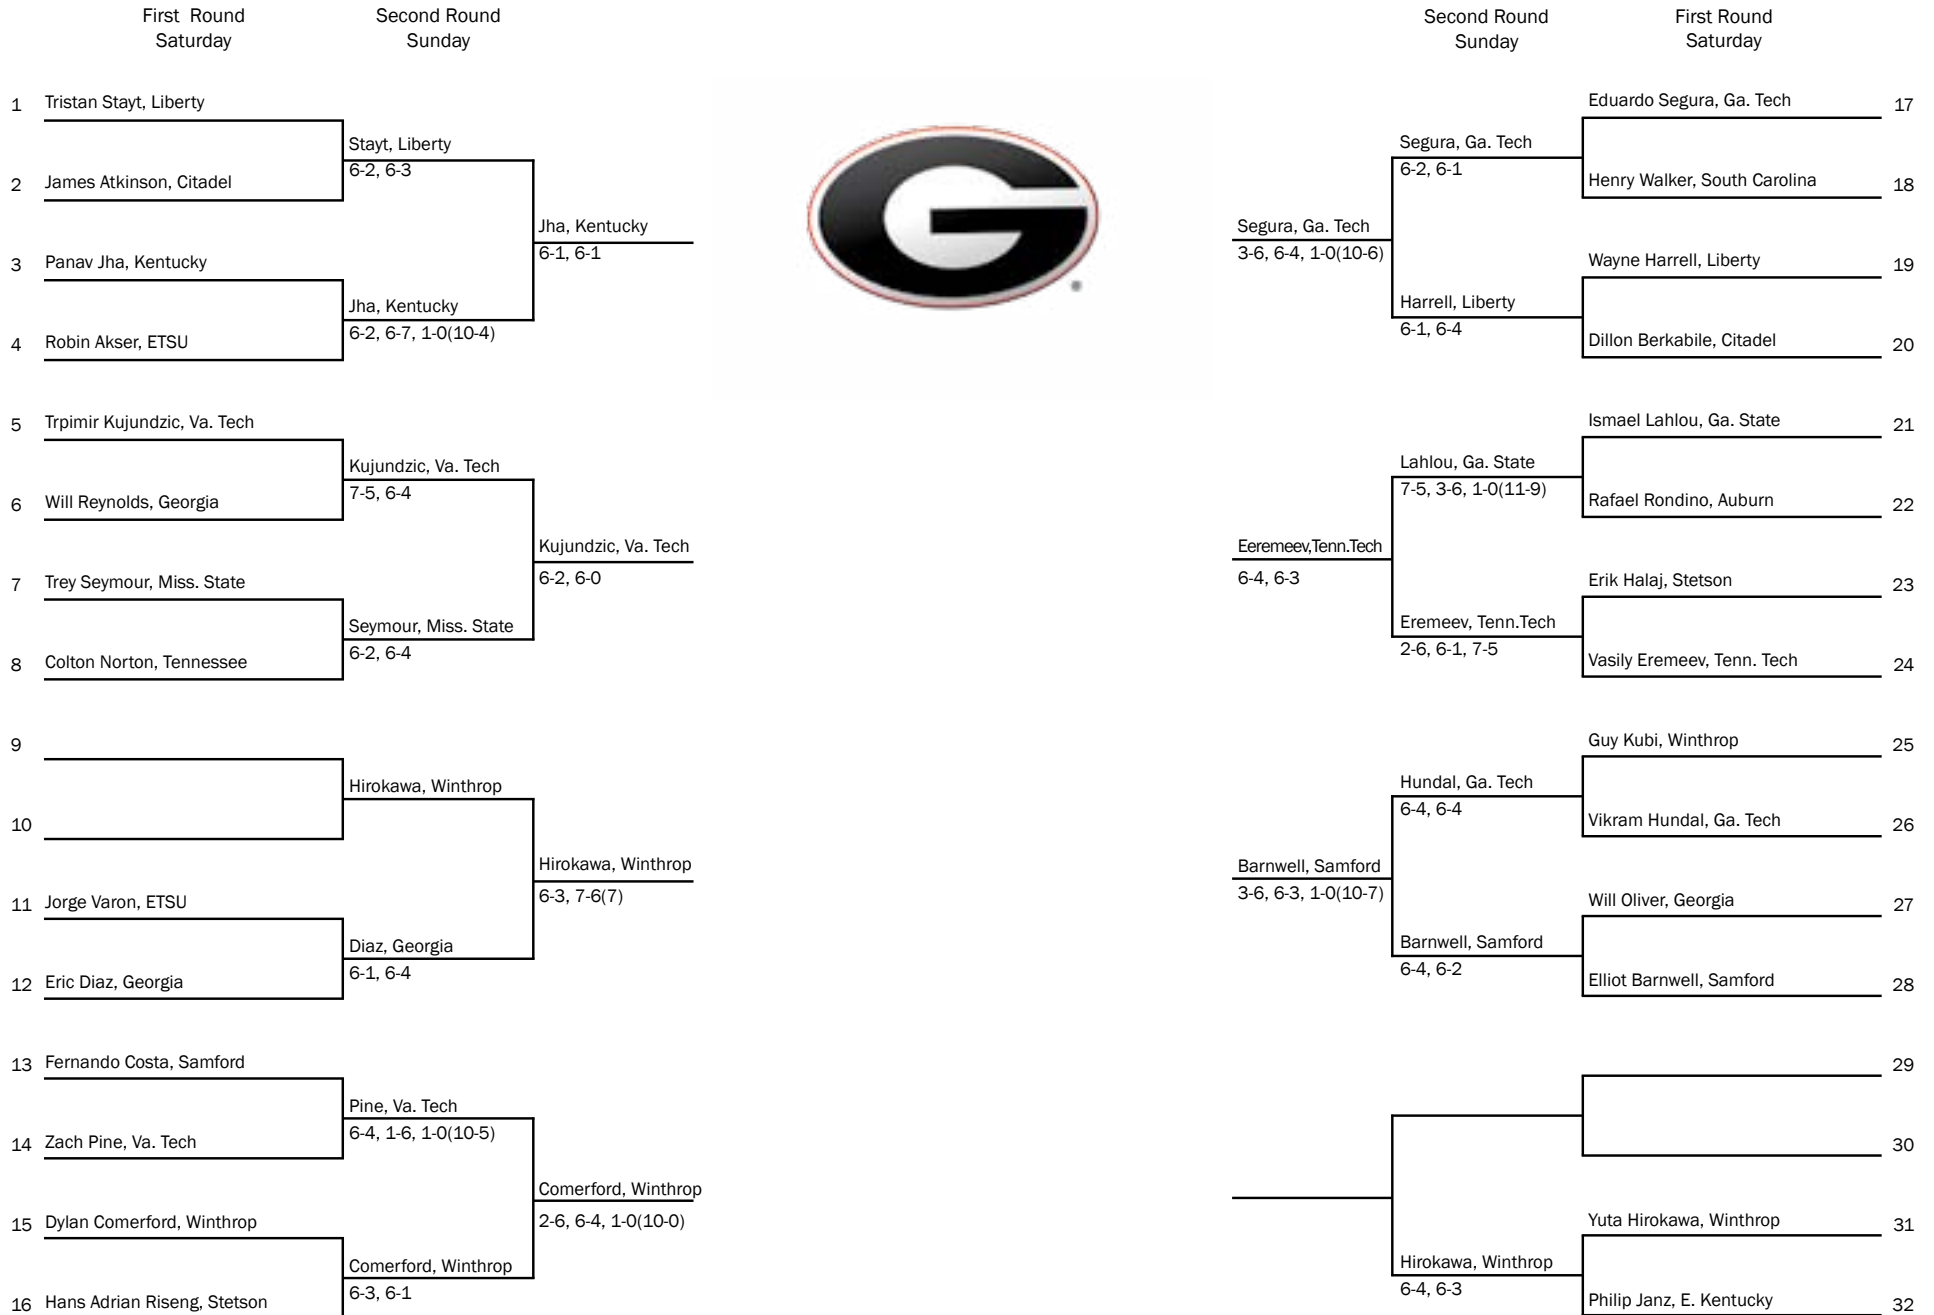 First Round
Saturday
Second Round
Sunday
1 Tristan Stayt, Liberty
Stayt, Liberty
6-2, 6-3
2 James Atkinson, Citadel
Jha, Kentucky
6-1, 6-1
3 Panav Jha, Kentucky
Jha, Kentucky
6-2, 6-7, 1-0(10-4)
4 Robin Akser, ETSU
5 Trpimir Kujundzic, Va. Tech
Kujundzic, Va. Tech
7-5, 6-4
6 Will Reynolds, Georgia
Kujundzic, Va. Tech
6-2, 6-0
7 Trey Seymour, Miss. State
Seymour, Miss. State
6-2, 6-4
8 Colton Norton, Tennessee
9
Hirokawa, Winthrop
10
Hirokawa, Winthrop
6-3, 7-6(7)
11 Jorge Varon, ETSU
Diaz, Georgia
6-1, 6-4
12 Eric Diaz, Georgia
13 Fernando Costa, Samford
Pine, Va. Tech
6-4, 1-6, 1-0(10-5)
14 Zach Pine, Va. Tech
Comerford, Winthrop
2-6, 6-4, 1-0(10-0)
15 Dylan Comerford, Winthrop
Comerford, Winthrop
6-3, 6-1
16 Hans Adrian Riseng, Stetson
G
Second Round
Sunday
First Round
Saturday
Eduardo Segura, Ga. Tech 17
Segura, Ga. Tech
6-2, 6-1
Henry Walker, South Carolina 18
Segura, Ga. Tech
3-6, 6-4, 1-0(10-6)
Wayne Harrell, Liberty 19
Harrell, Liberty
6-1, 6-4
Dillon Berkabile, Citadel 20
Ismael Lahlou, Ga. State 21
Lahlou, Ga. State
7-5, 3-6, 1-0(11-9)
Rafael Rondino, Auburn 22
Eeremeev,Tenn.Tech
6-4, 6-3
Erik Halaj, Stetson 23
Eremeev, Tenn.Tech
2-6, 6-1, 7-5
Vasily Eremeev, Tenn. Tech 24
Guy Kubi, Winthrop 25
Hundal, Ga. Tech
6-4, 6-4
Vikram Hundal, Ga. Tech 26
Barnwell, Samford
3-6, 6-3, 1-0(10-7)
Will Oliver, Georgia 27
Barnwell, Samford
6-4, 6-2
Elliot Barnwell, Samford 28
29
30
Yuta Hirokawa, Winthrop 31
Hirokawa, Winthrop
6-4, 6-3
Philip Janz, E. Kentucky 32